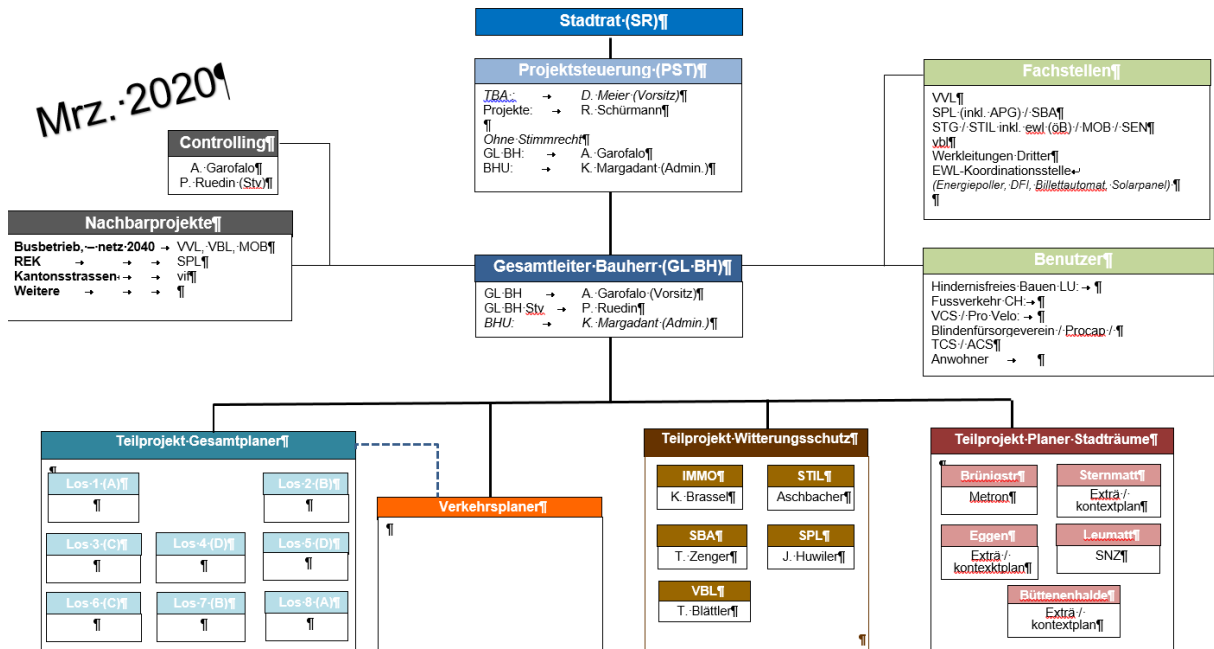 Stadtrat (SR)¶
Mrz. 2020¶
Projektsteuerung (PST)¶
TBA : → D. Meier (Vorsitz)¶
Projekte: → R. Schürmann¶
¶
Ohne Stimmrecht¶
GL BH: → A. Garofalo¶
BHU: → K. Margadant (Admin.)¶
Fachstellen¶
VVL¶
SPL (inkl. APG) / SBA¶
STG / STIL inkl. ewl (öB) / MOB / SEN¶
vbl¶
Werkleitungen Dritter¶
EWL-Koordinationsstelle↵
(Energiepoller, DFI, Billettautomat, Solarpanel) ¶
¶
Controlling¶
A. Garofalo¶
P. Ruedin (Stv)¶
Nachbarprojekte¶
Busbetrieb, – netz 2040 → VVL, VBL, MOB¶
REK → → → SPL¶
Kantonsstrassen → → → vif¶
Weitere → → → ¶
Gesamtleiter Bauherr (GL BH)¶
GL BH → A. Garofalo (Vorsitz)¶
GL BH Stv → P. Ruedin¶
BHU: → K. Margadant (Admin.)¶
Benutzer¶
Hindernisfreies Bauen LU: → ¶
Fussverkehr CH: → ¶
VCS / Pro Velo: → ¶
Blindenfürsorgeverein / Procap / ¶
TCS / ACS¶
Anwohner → ¶
Teilprojekt Gesamtplaner¶
¶
Los 1 (A)¶
¶
Los 2 (B)¶
¶
Los 3 (C)¶
¶
Los 4 (D)¶
¶
Los 5 (D)¶
¶
Los 6 (C)¶
¶
Los 7 (B)¶
¶
Los 8 (A)¶
¶
Verkehrsplaner¶
¶
Teilprojekt Witterungsschutz¶
IMMO¶
K. Brassel¶
STIL¶
Aschbacher¶
SBA¶
T. Zenger¶
SPL¶
J. Huwiler¶
VBL¶
T. Blättler¶
¶
Teilprojekt Planer Stadträume¶
¶
Brünigstr¶
Metron¶
Sternmatt¶
Exträ /
kontextplan¶
Eggen¶
Exträ /
kontexktplan¶
Leumatt¶
SNZ¶
Büttenenhalde¶
Exträ /
kontextplan¶